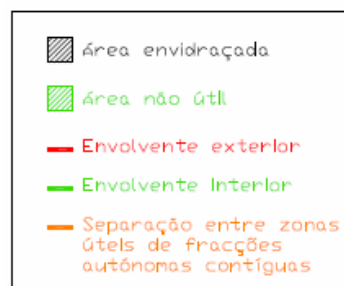 Área envidraçada
Área não útil
Envolvente exterior
Envolvente Interior
Separação entre zonas
úteis de fracções
autónomas contíguas